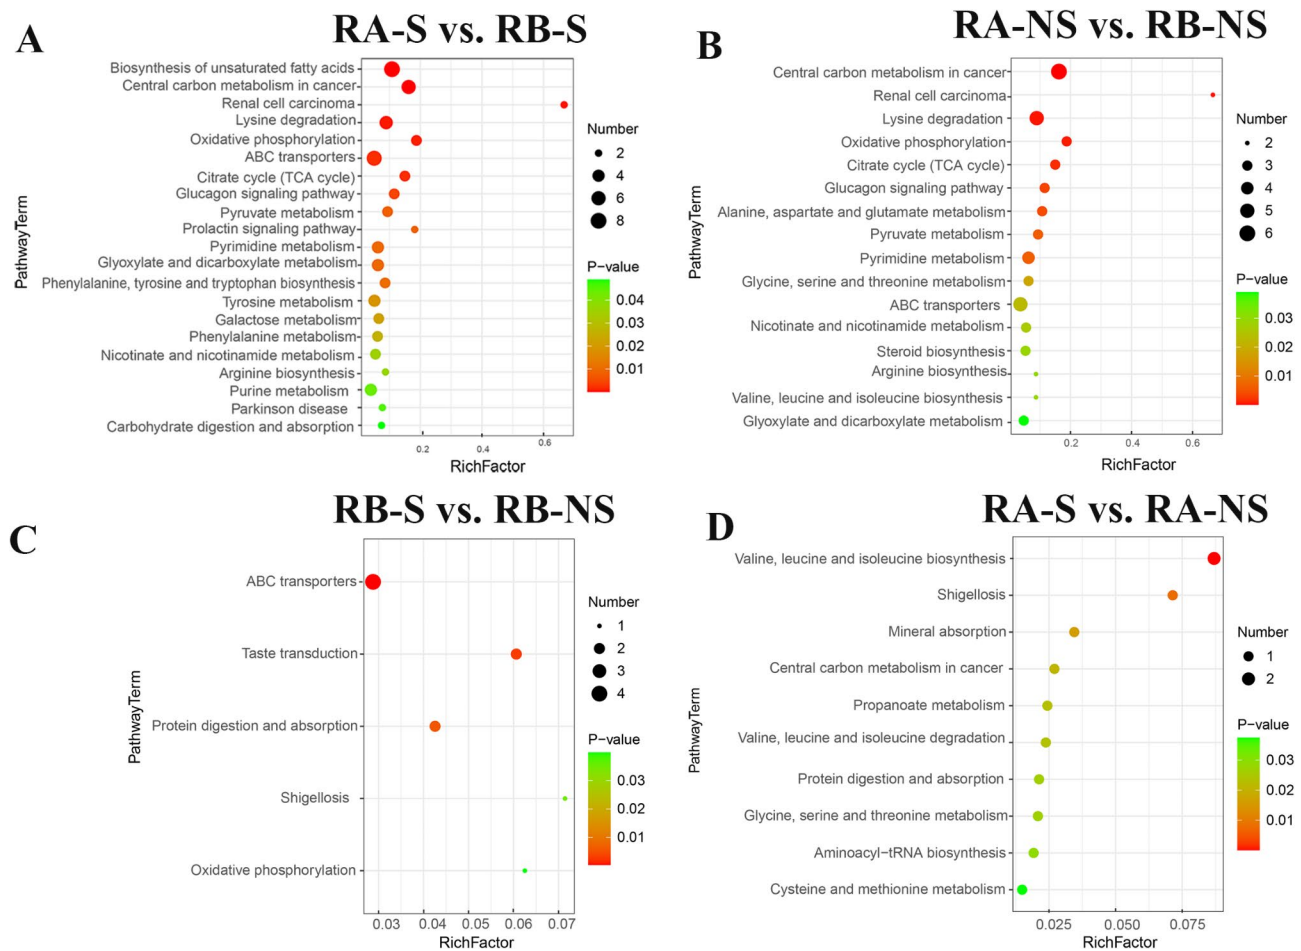 A
RA-S vs. RB-S
Biosynthesis of unsaturated fatty acids
Central carbon metabolism in cancer
Renal cell carcinoma
Lysine degradation
Oxidative phosphorylation
ABC transporters
Citrate cycle (TCA cycle)
Glucagon signaling pathway
Pyruvate metabolism
Prolactin signaling pathway
Pyrimidine metabolism
Glyoxylate and dicarboxylate metabolism
Phenylalanine, tyrosine and tryptophan biosynthesis
Tyrosine metabolism
Galactose metabolism
Phenylalanine metabolism
Nicotinate and nicotinamide metabolism
Arginine biosynthesis
Purine metabolism
Parkinson disease
Carbohydrate digestion and absorption
PathwayTerm
0.2 0.4 0.6
RichFactor
Number
2
4
6
8
P-value
0.04
0.03
0.02
0.01
B
RA-NS vs. RB-NS
Central carbon metabolism in cancer
Renal cell carcinoma
Lysine degradation
Oxidative phosphorylation
Citrate cycle (TCA cycle)
Glucagon signaling pathway
Alanine, aspartate and glutamate metabolism
Pyruvate metabolism
Pyrimidine metabolism
Glycine, serine and threonine metabolism
ABC transporters
Nicotinate and nicotinamide metabolism
Steroid biosynthesis
Arginine biosynthesis
Valine, leucine and isoleucine biosynthesis
Glyoxylate and dicarboxylate metabolism
PathwayTerm
0.2 0.4 0.6
RichFactor
Number
2
3
4
5
6
P-value
0.03
0.02
0.01
C
RB-S vs. RB-NS
ABC transporters
Taste transduction
Protein digestion and absorption
Shigellosis
Oxidative phosphorylation
PathwayTerm
0.03 0.04 0.05 0.06 0.07
RichFactor
Number
1
2
3
4
P-value
0.03
0.02
0.01
D
RA-S vs. RA-NS
Valine, leucine and isoleucine biosynthesis
Shigellosis
Mineral absorption
Central carbon metabolism in cancer
Propanoate metabolism
Valine, leucine and isoleucine degradation
Protein digestion and absorption
Glycine, serine and threonine metabolism
Aminoacyl-tRNA biosynthesis
Cysteine and methionine metabolism
PathwayTerm
0.025 0.050 0.075
RichFactor
Number
1
2
P-value
0.03
0.02
0.01